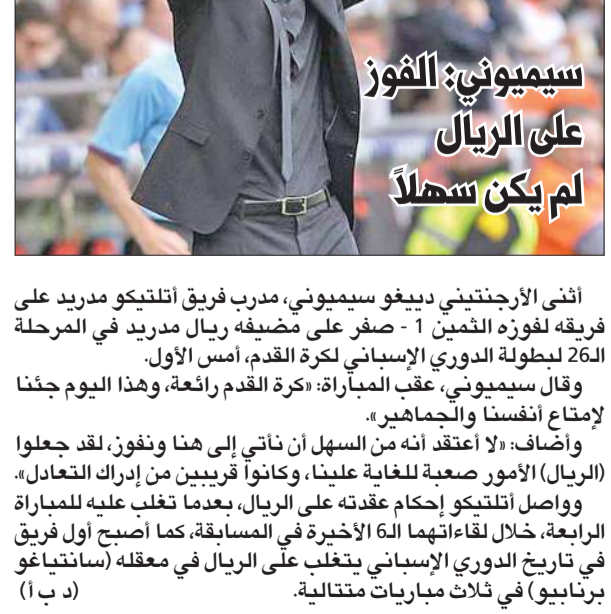 سيميوني: الفوز
على الريال
لم يكن سهلاً
أثنى الأرجنتيني دييغو سيميوني، مدرب فريق أتلتيكو مدريد على
فريقه لفوزه الثمين 1 - صفر على مضيفه ريال مدريد في المرحلة
الـ26 لبطولة الدوري الإسباني لكرة القدم، أمس الأول.
وقال سيميوني، عقب المباراة: «كرة القدم رائعة، وهذا اليوم جئنا
لإمتاع أنفسنا والجماهير».
وأضاف: «لا أعتقد أنه من السهل أن نأتي إلى هنا ونفوز، لقد جعلوا
(الريال) الأمور صعبة للغاية علينا، وكانوا قريبين من إدراك التعادل».
وواصل أتلتيكو إحكام عقدته على الريال، بعدما تغلب عليه للمباراة
الرابعة، خلال لقاءاتهما الـ6 الأخيرة في المسابقة، كما أصبح أول فريق
في تاريخ الدوري الإسباني يتغلب على الريال في معقله (سانتياغو
برنابيو) في ثلاث مباريات متتالية. (د ب أ)